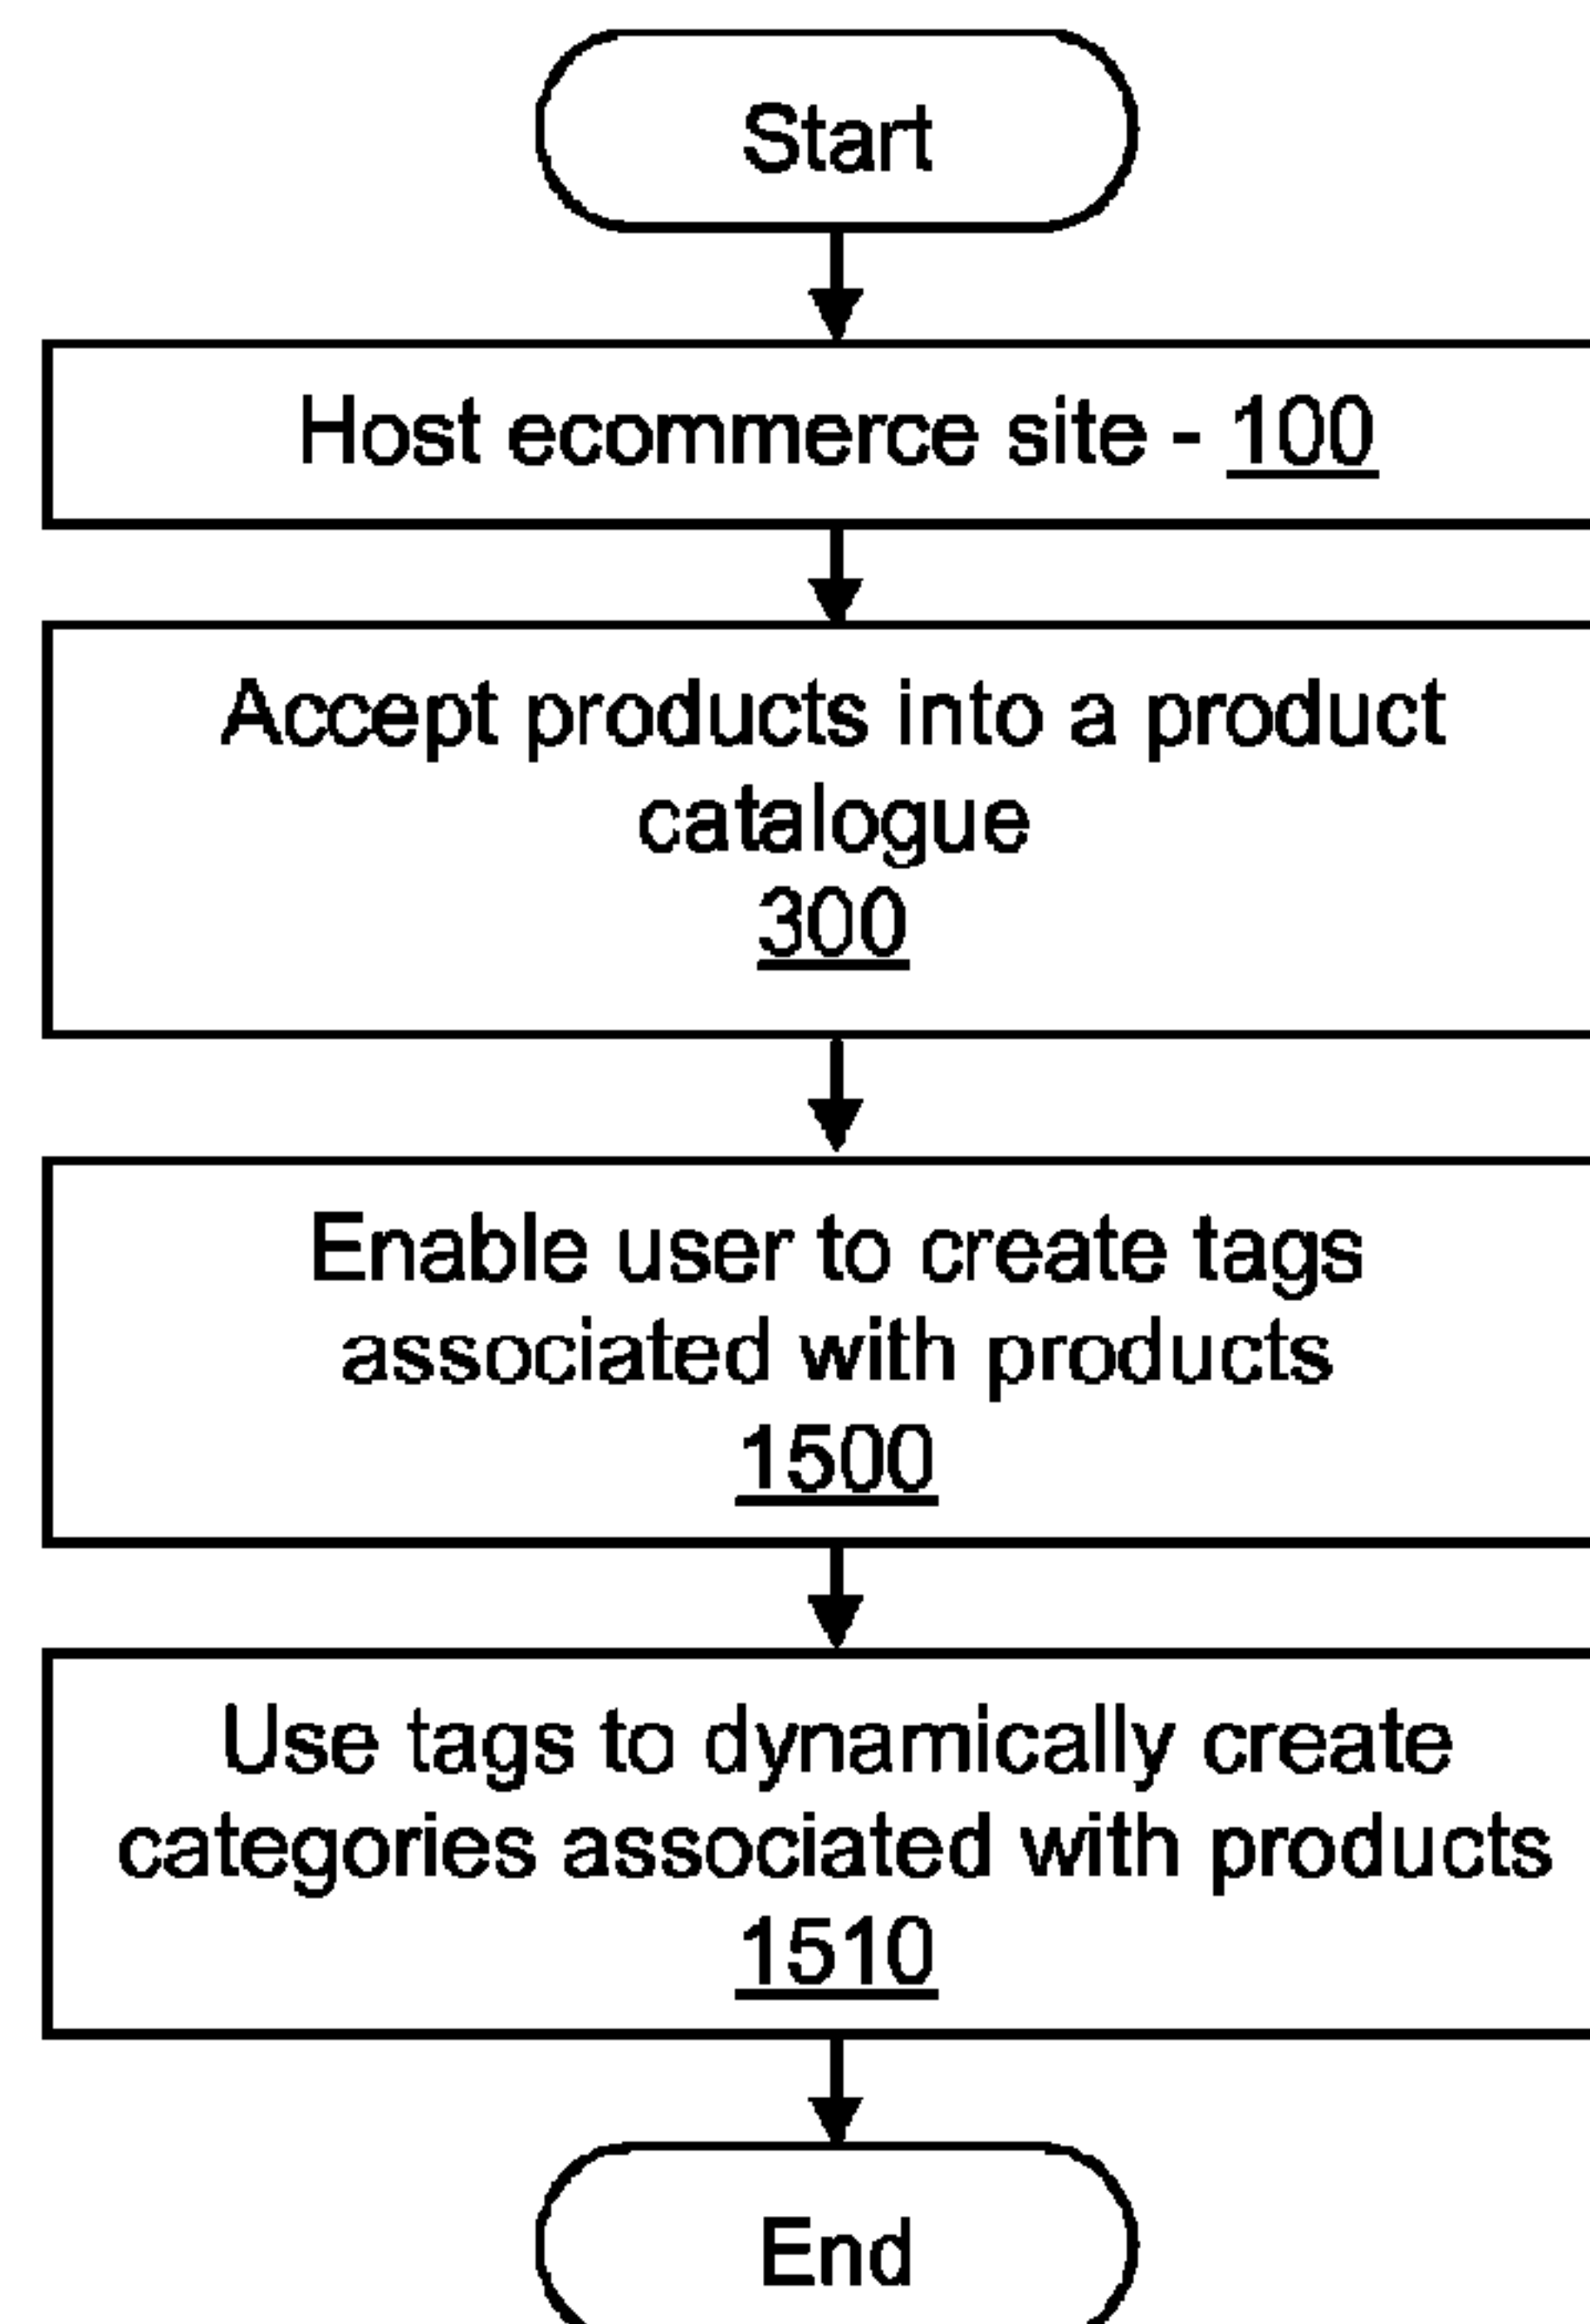 Start
Host ecommerce site - 100
Accept products into a product
catalogue
300
Enable user to create tags
associated with products
1500
Use tags to dynamically create
categories associated with products
1510
End